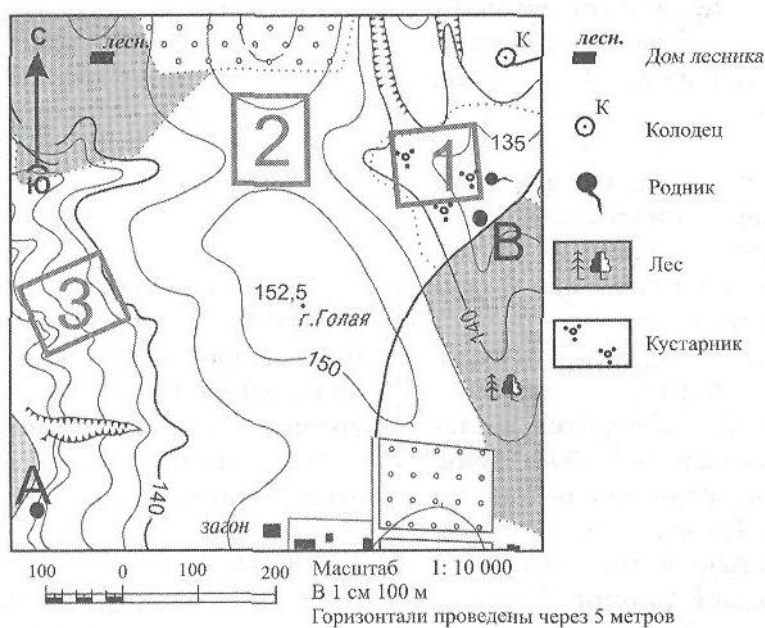 С
Ю
лесн.
К
2
1
135
В
3
152,5
г.Голая
140
150
А
140
загон
лесн.
Дом лесника
К
Колодец
Родник
Лес
Кустарник
100 0 100 200
Масштаб 1: 10 000
В 1 см 100 м
Горизонтали проведены через 5 метров